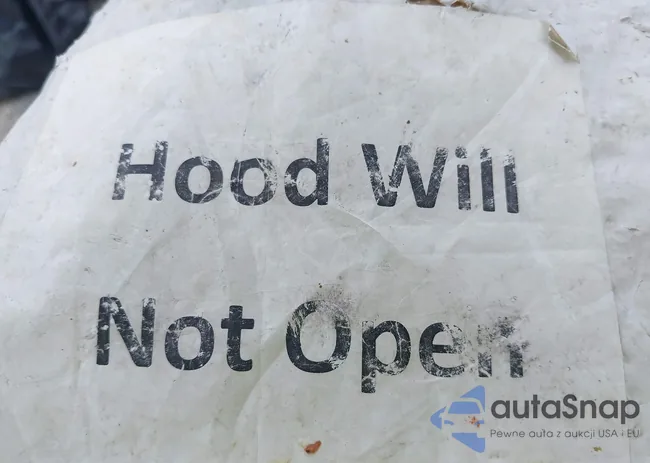 Hood Will
Not Open
autaSnap
Pewne auta z aukcji USA i EU